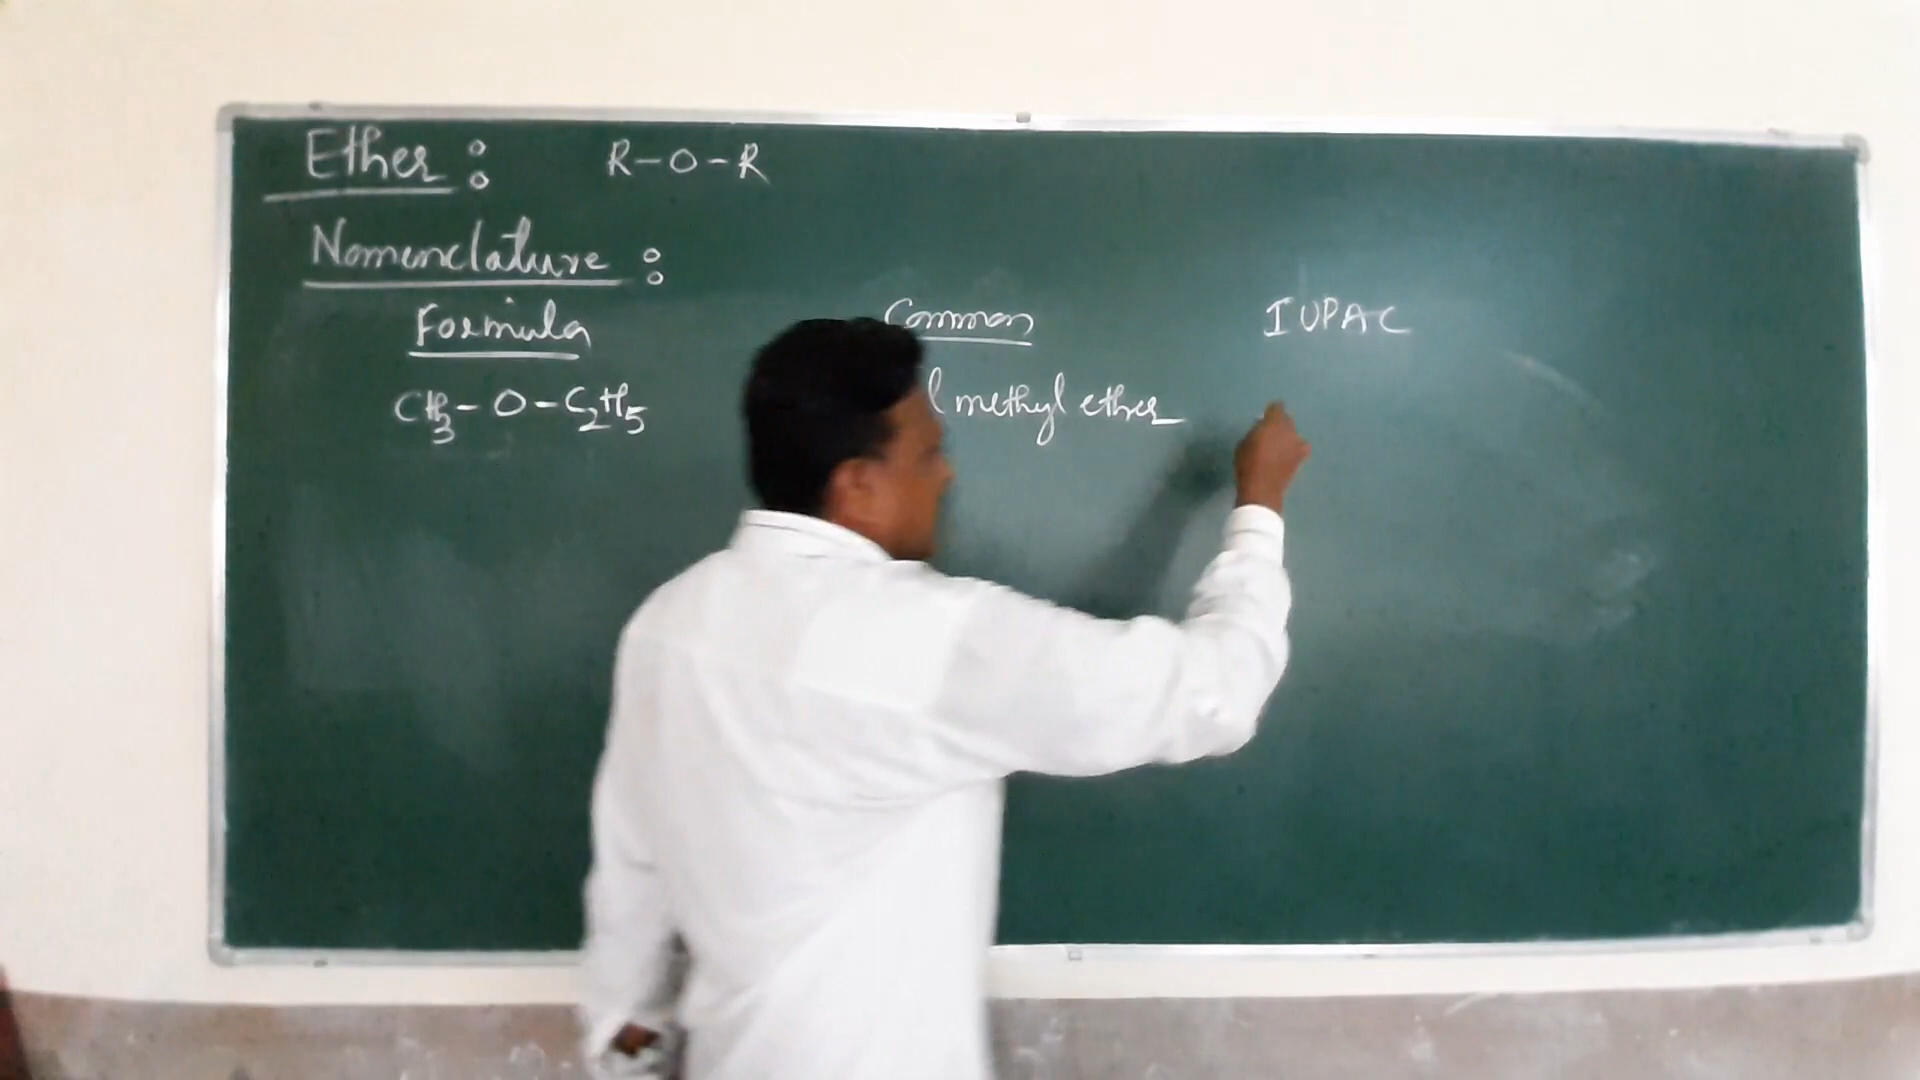 Ether: R-O-R
Nomenclature:
Formula Common IUPAC
CH₃-O-C₂H₅ methyl ether